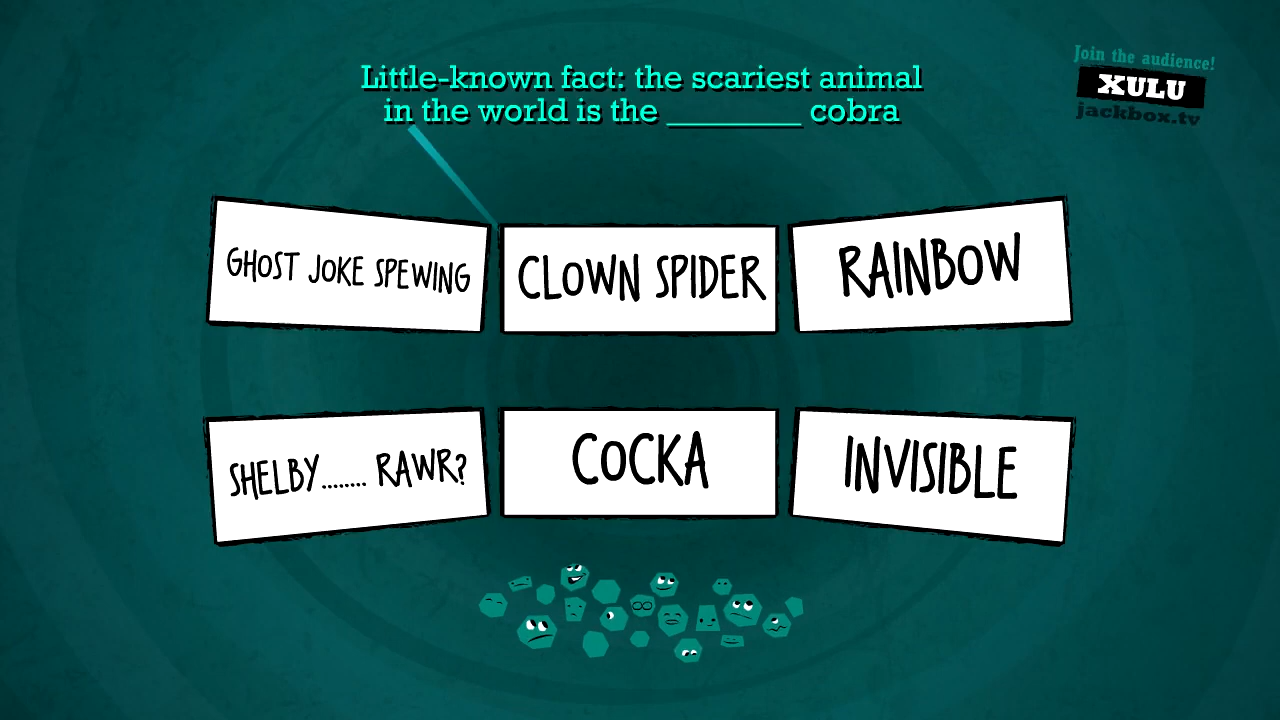 Join the audience!
XULU
jackbox.tv
Little-known fact: the scariest animal
in the world is the ________ cobra
GHOST JOKE SPEWING
CLOWN SPIDER
RAINBOW
SHELBY........ RAWR?
COCKA
INVISIBLE